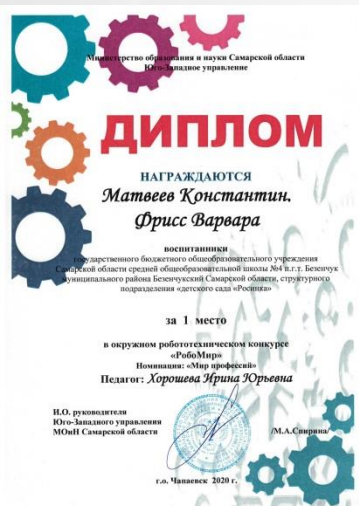 Министерство образования и науки Самарской области
Юго-Западное управление
ДИПЛОМ
НАГРАЖДАЮТСЯ
Матвеев Константин,
Фрисс Варвара
воспитанники
государственного бюджетного общеобразовательного учреждения
Самарской области средней общеобразовательной школы №4 п.г.т. Безенчук
муниципального района Безенчукский Самарской области, структурного
подразделения «детского сада «Росинка»
за 1 место
в окружном робототехническом конкурсе
«РобоМир»
Номинация: «Мир профессий»
Педагог: Хорошева Ирина Юрьевна
И.О. руководителя
Юго-Западного управления
МОиН Самарской области /М.А.Спирина/
г.о. Чапаевск 2020 г.